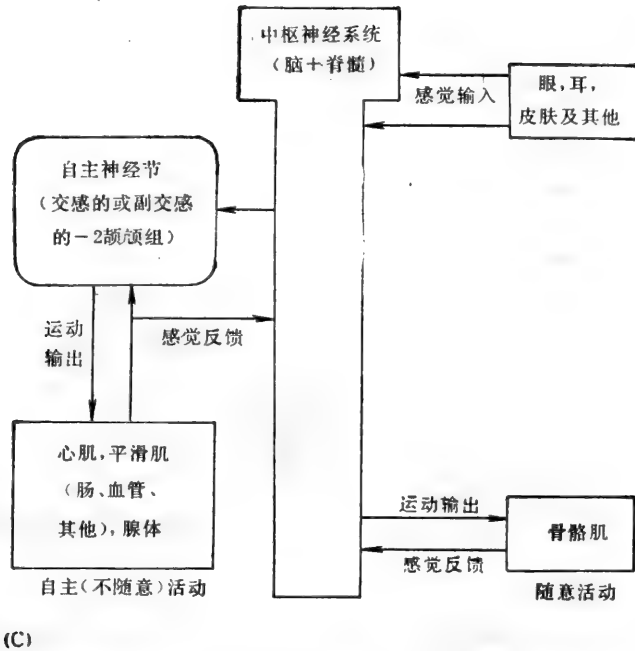 中枢神经系统
（脑＋脊髓）
感觉输入
眼，耳，
皮肤及其他
自主神经节
（交感的或副交感
的－2颉颃组）
运动
输出
感觉反馈
心肌，平滑肌
（肠、血管、
其他），腺体
自主（不随意）活动
运动输出
感觉反馈
骨骼肌
随意活动
(C)